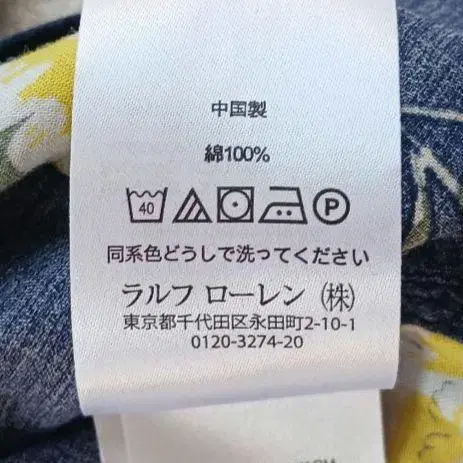 中国製
綿100%
40 P
同系色どうしで洗ってください
ラルフ ローレン (株)
東京都千代田区永田町2-10-1
0120-3274-20